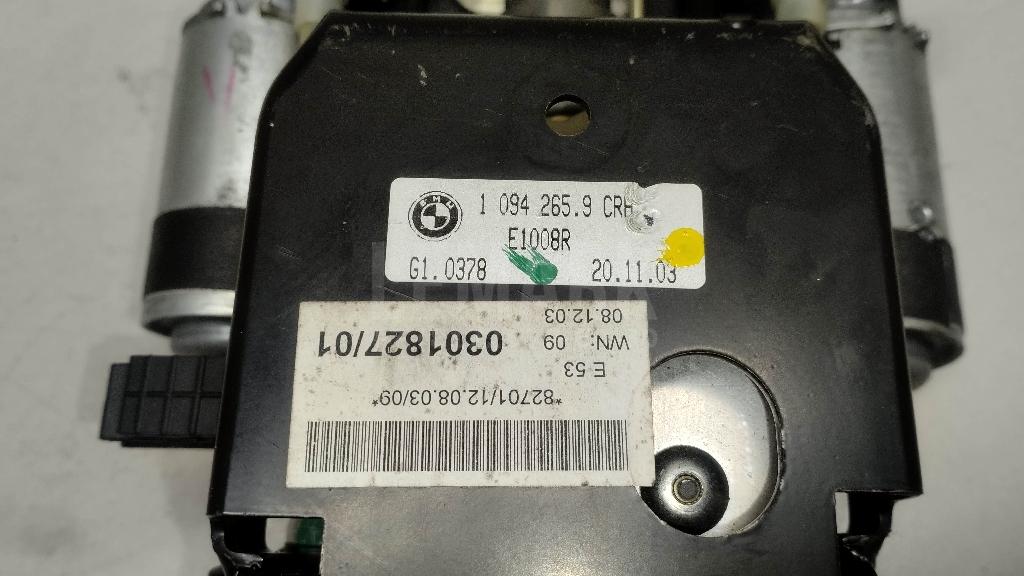 BMW
1 094 265.9 CRH
E1008R
G1.0378 20.11.03
LEMARK
*82701/12.08.03/09*
E 53
0301827/01 WN: 09
08.12.03